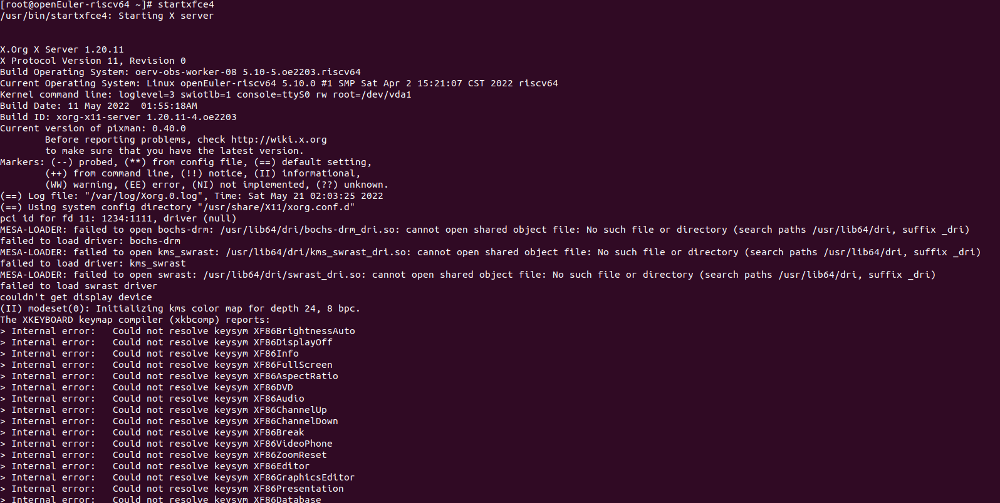 [root@openEuler-riscv64 ~]# startxfce4
/usr/bin/startxfce4: Starting X server
X.Org X Server 1.20.11
X Protocol Version 11, Revision 0
Build Operating System: oerv-obs-worker-08 5.10-5.oe2203.riscv64
Current Operating System: Linux openEuler-riscv64 5.10.0 #1 SMP Sat Apr 2 15:21:07 CST 2022 riscv64
Kernel command line: loglevel=3 swiotlb=1 console=ttyS0 rw root=/dev/vda1
Build Date: 11 May 2022  01:55:18AM
Build ID: xorg-x11-server 1.20.11-4.oe2203
Current version of pixman: 0.40.0
Before reporting problems, check http://wiki.x.org
to make sure that you have the latest version.
Markers: (--) probed, (**) from config file, (==) default setting,
(++) from command line, (!!) notice, (II) informational,
(WW) warning, (EE) error, (NI) not implemented, (??) unknown.
(==) Log file: "/var/log/Xorg.0.log", Time: Sat May 21 02:03:25 2022
(==) Using system config directory "/usr/share/X11/xorg.conf.d"
pci id for fd 11: 1234:1111, driver (null)
MESA-LOADER: failed to open bochs-drm: /usr/lib64/dri/bochs-drm_dri.so: cannot open shared object file: No such file or directory (search paths /usr/lib64/dri, suffix _dri)
failed to load driver: bochs-drm
MESA-LOADER: failed to open kms_swrast: /usr/lib64/dri/kms_swrast_dri.so: cannot open shared object file: No such file or directory (search paths /usr/lib64/dri, suffix _dri)
failed to load driver: kms_swrast
MESA-LOADER: failed to open swrast: /usr/lib64/dri/swrast_dri.so: cannot open shared object file: No such file or directory (search paths /usr/lib64/dri, suffix _dri)
failed to load swrast driver
couldn't get display device
(II) modeset(0): Initializing kms color map for depth 24, 8 bpc.
The XKEYBOARD keymap compiler (xkbcomp) reports:
> Internal error:   Could not resolve keysym XF86BrightnessAuto
> Internal error:   Could not resolve keysym XF86DisplayOff
> Internal error:   Could not resolve keysym XF86Info
> Internal error:   Could not resolve keysym XF86FullScreen
> Internal error:   Could not resolve keysym XF86AspectRatio
> Internal error:   Could not resolve keysym XF86DVD
> Internal error:   Could not resolve keysym XF86Audio
> Internal error:   Could not resolve keysym XF86ChannelUp
> Internal error:   Could not resolve keysym XF86ChannelDown
> Internal error:   Could not resolve keysym XF86Break
> Internal error:   Could not resolve keysym XF86VideoPhone
> Internal error:   Could not resolve keysym XF86ZoomReset
> Internal error:   Could not resolve keysym XF86Editor
> Internal error:   Could not resolve keysym XF86GraphicsEditor
> Internal error:   Could not resolve keysym XF86Presentation
> Internal error:   Could not resolve keysym XF86Database